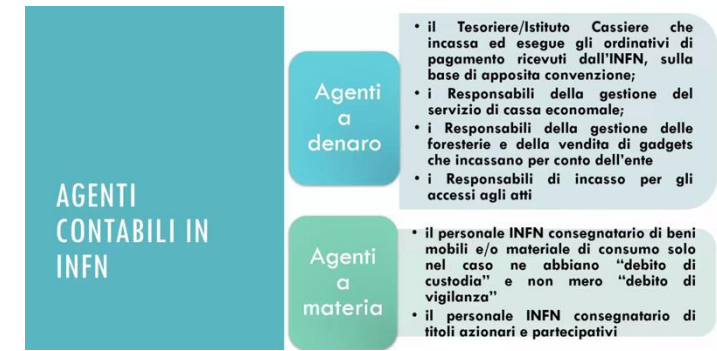 AGENTI
CONTABILI IN
INFN
Agenti
a
denaro
• il Tesoriere/Istituto Cassiere che
incassa ed esegue gli ordinativi di
pagamento ricevuti dall'INFN, sulla
base di apposita convenzione;
• i Responsabili della gestione del
servizio di cassa economale;
• i Responsabili della gestione delle
foresterie e della vendita di gadgets
che incassano per conto dell'ente
• i Responsabili di incasso per gli
accessi agli atti
Agenti
a
materia
• il personale INFN consegnatario di beni
mobili e/o materiale di consumo solo
nel caso ne abbiano "debito di
custodia" e non mero "debito di
vigilanza"
• il personale INFN consegnatario di
titoli azionari e partecipativi